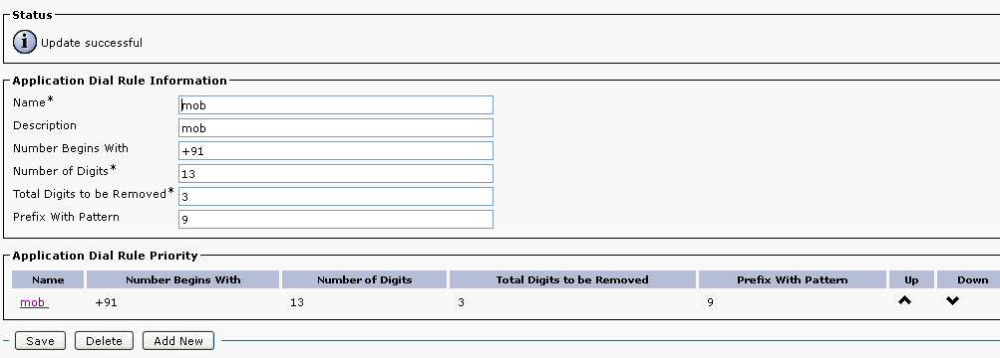 Status
Update successful
Application Dial Rule Information
Name* mob
Description mob
Number Begins With +91
Number of Digits* 13
Total Digits to be Removed* 3
Prefix With Pattern 9
Application Dial Rule Priority
Name Number Begins With Number of Digits Total Digits to be Removed Prefix With Pattern Up Down
mob +91 13 3 9
Save Delete Add New